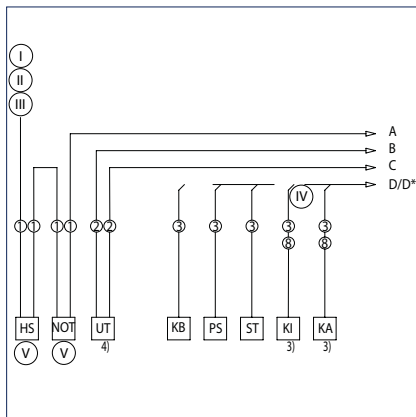 I
II
III
A
B
C
D/D*
IV
1 1 1 1 2 2 3 3 3 3 3
8 8
HS NOT UT KB PS ST KI KA
V V 4) 3) 3)